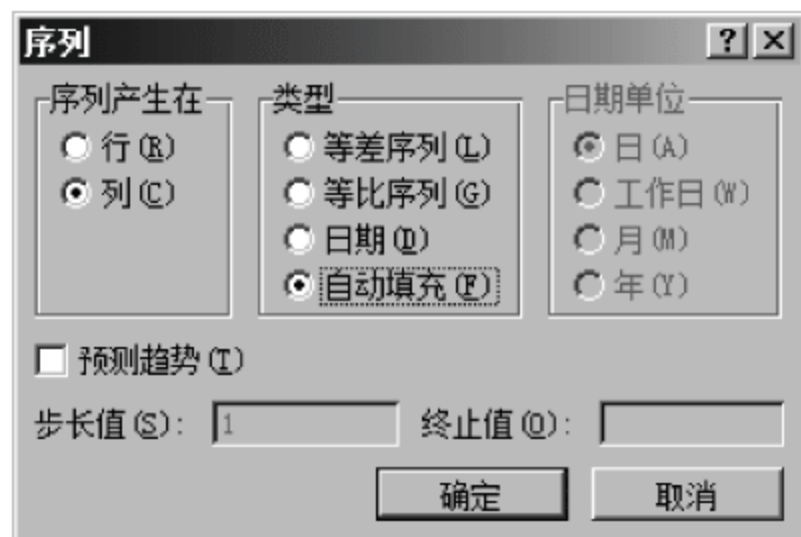 序列
序列产生在 类型 日期单位
行(R) 等差序列(L) 日(A)
列(C) 等比序列(G) 工作日(W)
日期(D) 月(M)
自动填充(F) 年(Y)
预测趋势(T)
步长值(S): 1 终止值(O):
确定 取消